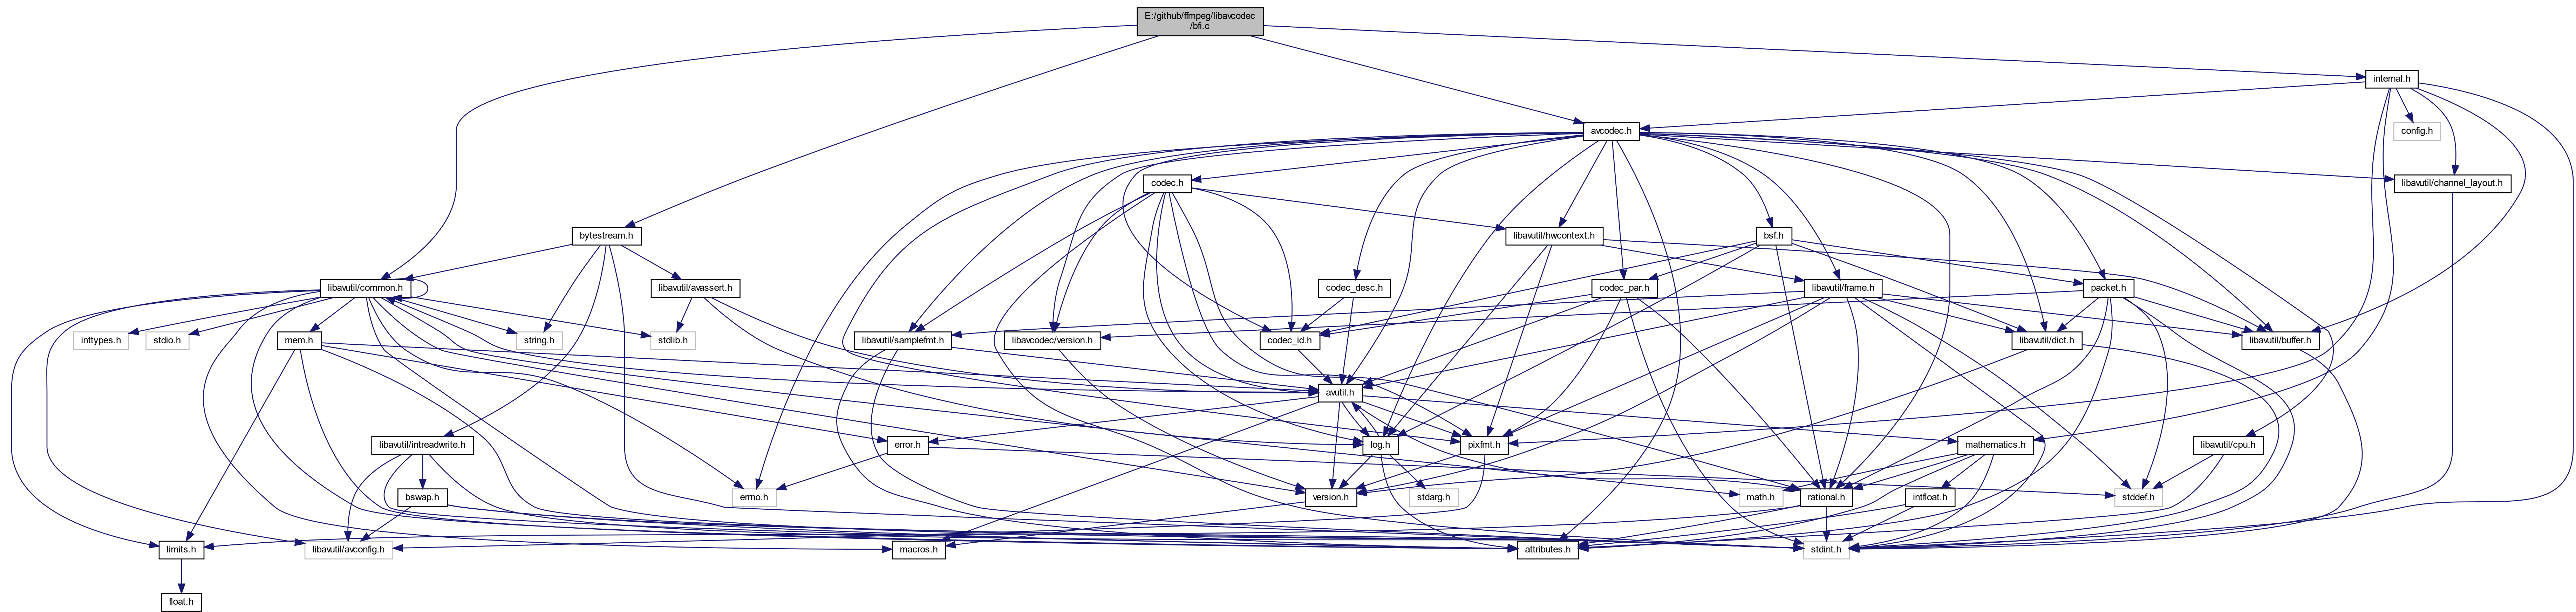 E:/github/ffmpeg/libavcodec
/bfi.c
internal.h
avcodec.h
config.h
codec.h
libavutil/channel_layout.h
bytestream.h
libavutil/hwcontext.h
bsf.h
libavutil/common.h
libavutil/avassert.h
codec_desc.h
codec_par.h
libavutil/frame.h
packet.h
inttypes.h
stdio.h
mem.h
string.h
stdlib.h
libavutil/samplefmt.h
libavcodec/version.h
codec_id.h
libavutil/dict.h
libavutil/buffer.h
avutil.h
libavutil/intreadwrite.h
error.h
log.h
pixfmt.h
mathematics.h
libavutil/cpu.h
bswap.h
errno.h
version.h
stdarg.h
math.h
rational.h
intfloat.h
stddef.h
limits.h
libavutil/avconfig.h
macros.h
attributes.h
stdint.h
float.h